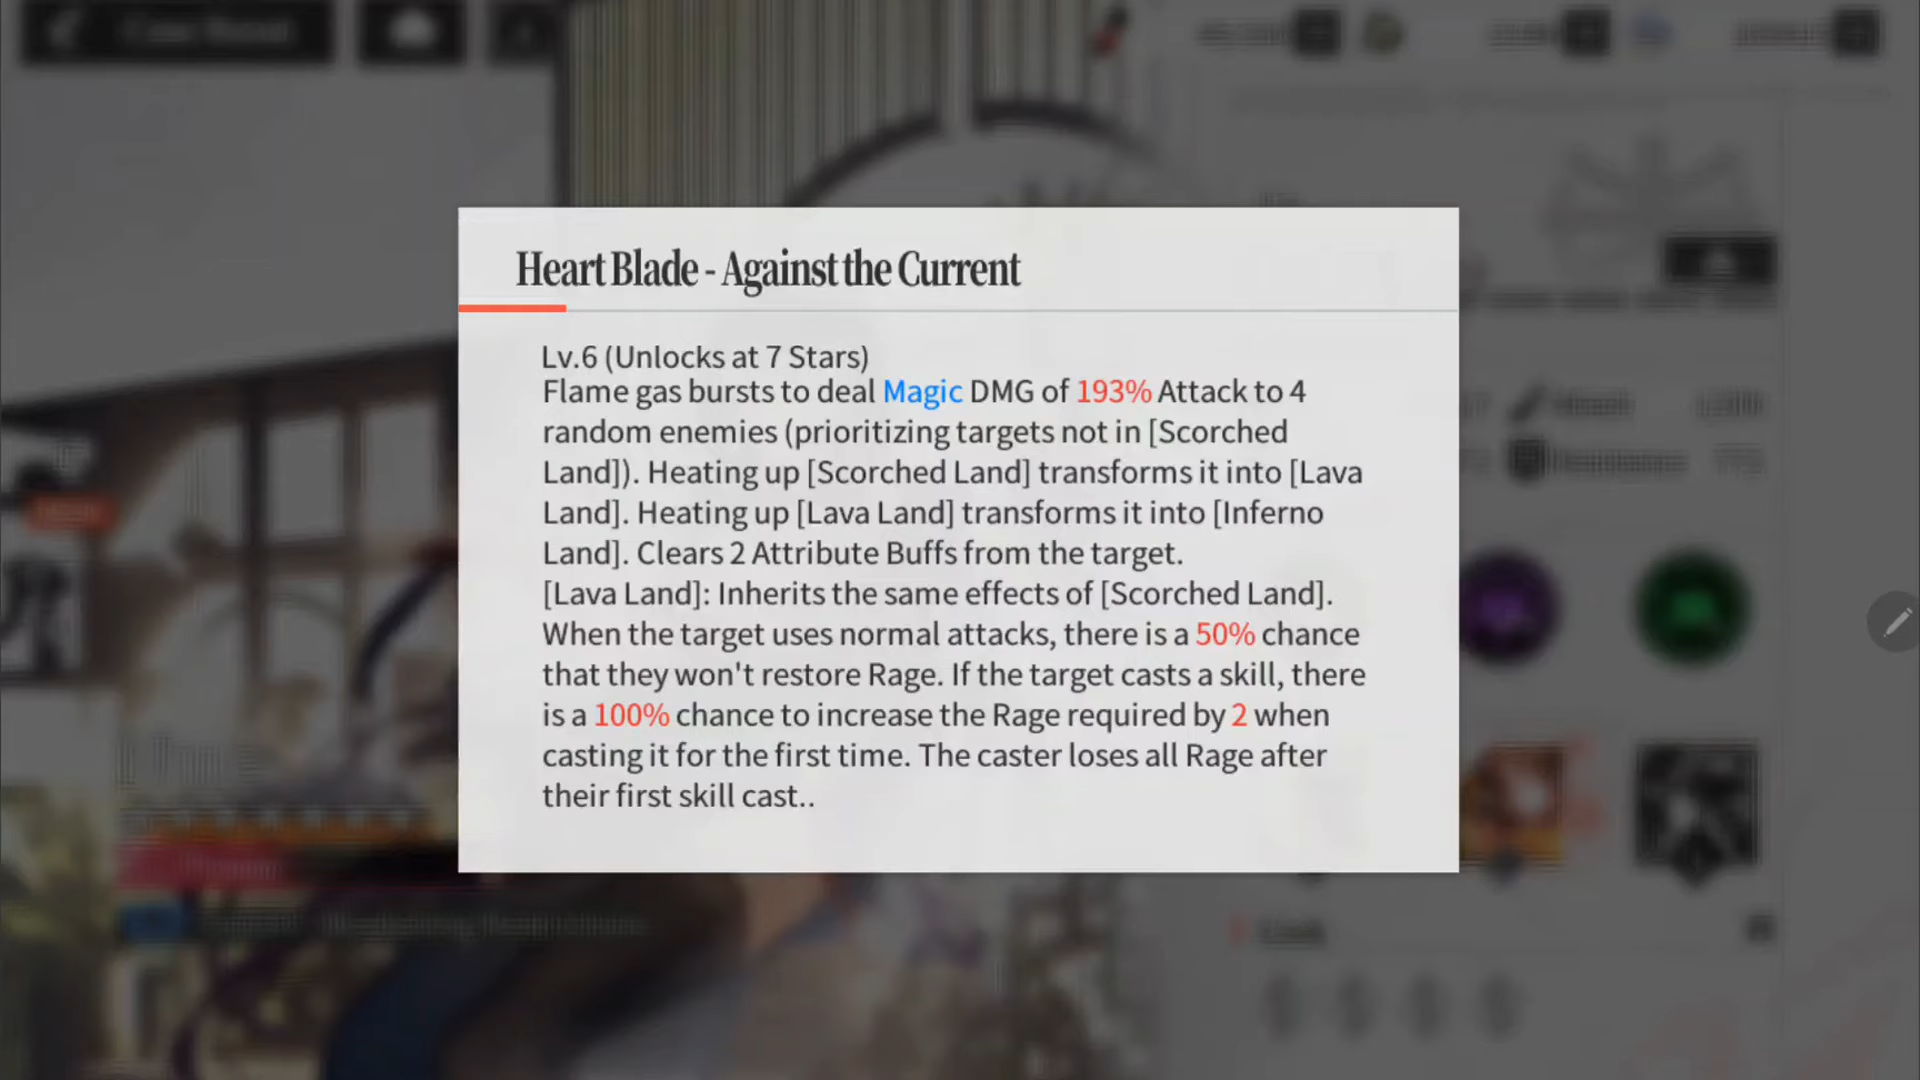 Heart Blade - Against the Current
Lv.6 (Unlocks at 7 Stars)
Flame gas bursts to deal Magic DMG of 193% Attack to 4
random enemies (prioritizing targets not in [Scorched
Land]). Heating up [Scorched Land] transforms it into [Lava
Land]. Heating up [Lava Land] transforms it into [Inferno
Land]. Clears 2 Attribute Buffs from the target.
[Lava Land]: Inherits the same effects of [Scorched Land].
When the target uses normal attacks, there is a 50% chance
that they won't restore Rage. If the target casts a skill, there
is a 100% chance to increase the Rage required by 2 when
casting it for the first time. The caster loses all Rage after
their first skill cast..